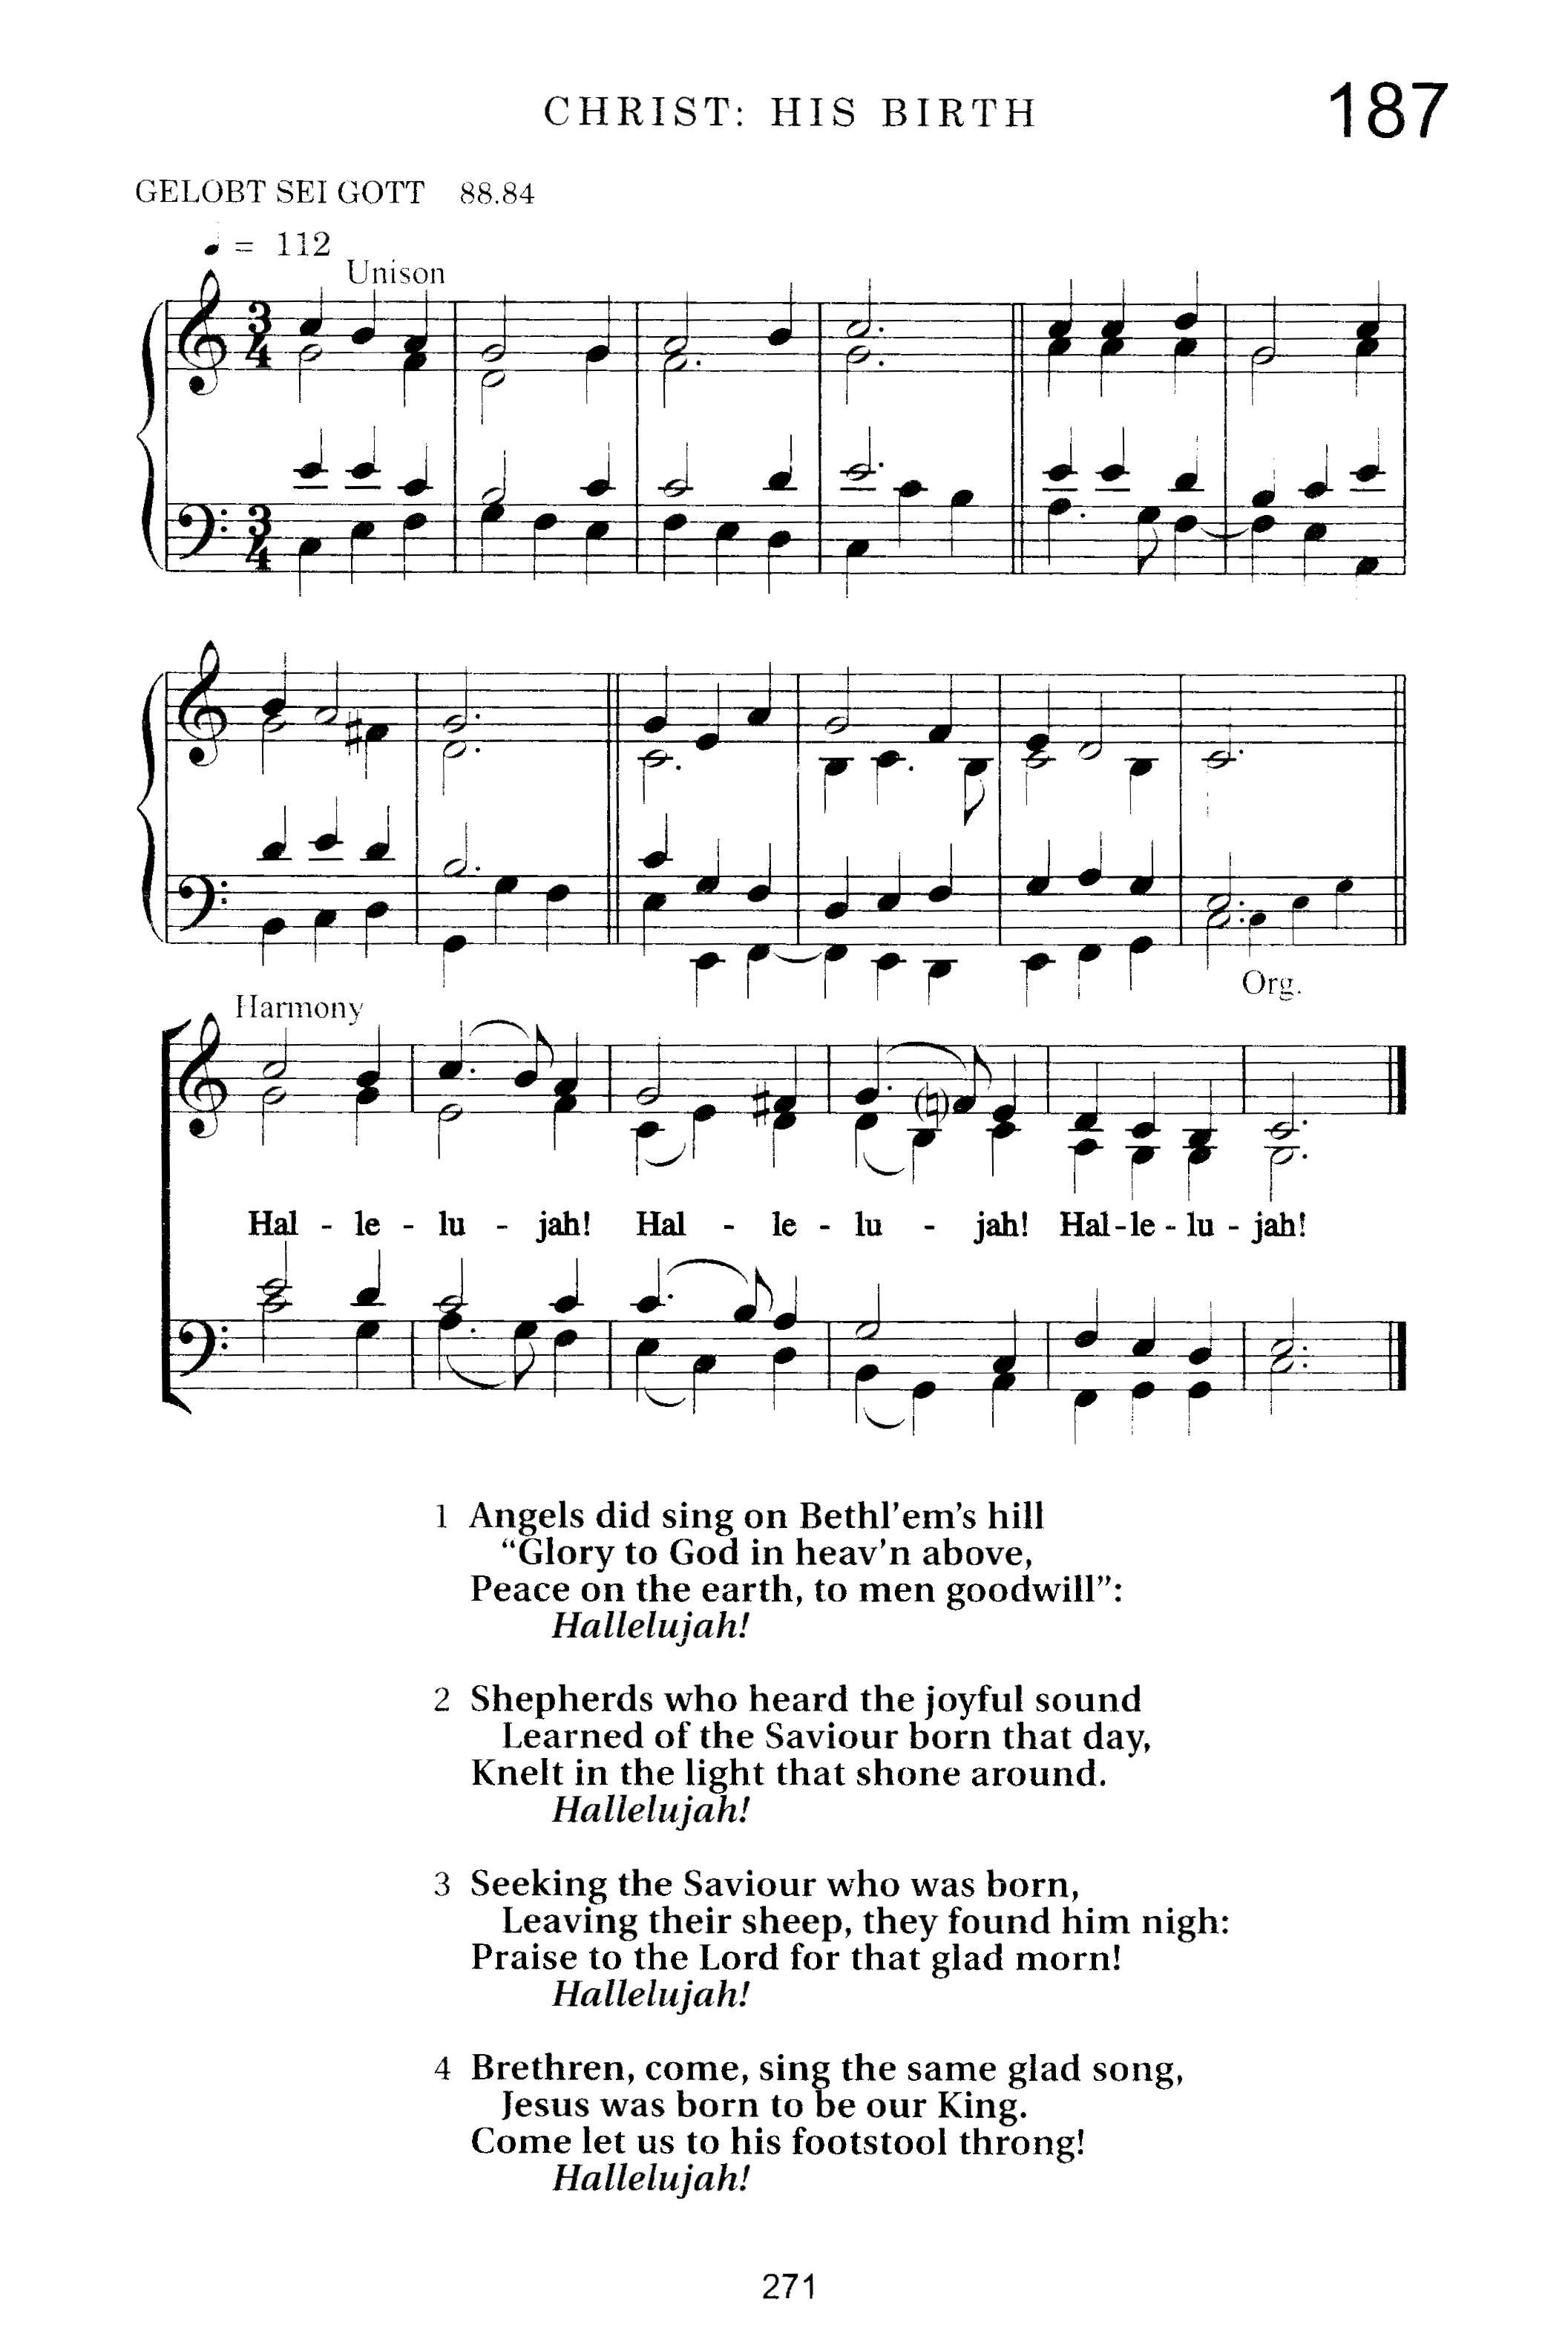 CHRIST: HIS BIRTH
187
GELOBT SEI GOTT 88.84
♩ = 112
Unison
Org.
Harmony
Hal - le - lu - jah! Hal - le - lu - jah! Hal - le - lu - jah!
1 Angels did sing on Bethl'em's hill
“Glory to God in heav'n above,
Peace on the earth, to men goodwill”:
Hallelujah!
2 Shepherds who heard the joyful sound
Learned of the Saviour born that day,
Knelt in the light that shone around.
Hallelujah!
3 Seeking the Saviour who was born,
Leaving their sheep, they found him nigh:
Praise to the Lord for that glad morn!
Hallelujah!
4 Brethren, come, sing the same glad song,
Jesus was born to be our King.
Come let us to his footstool throng!
Hallelujah!
271